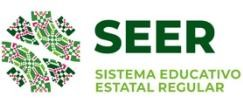 SEER
SISTEMA EDUCATIVO
ESTATAL REGULAR